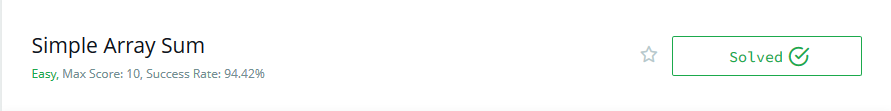 Simple Array Sum
Solved
Easy, Max Score: 10, Success Rate: 94.42%